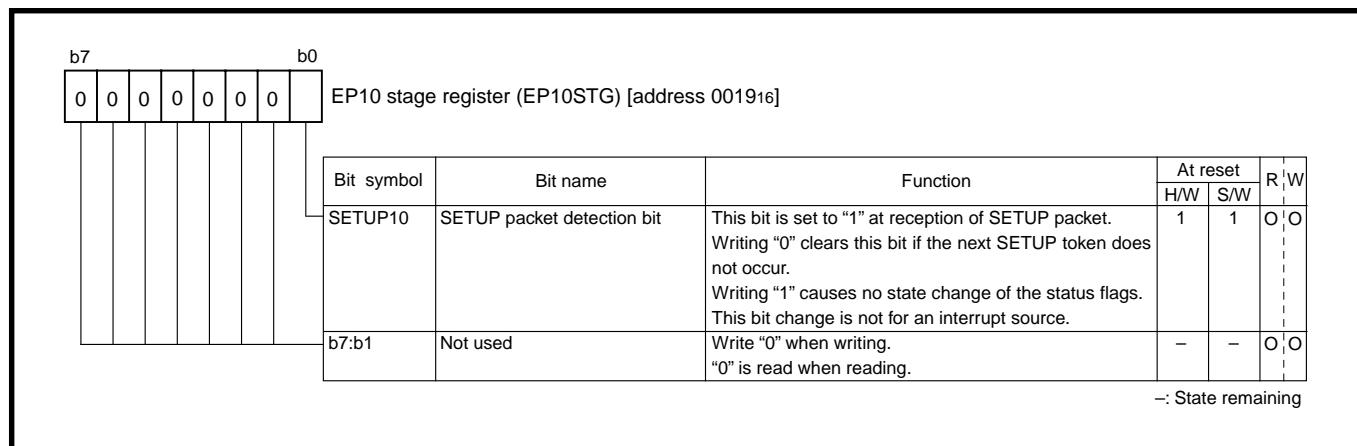 b7 b0
0 0 0 0 0 0 0
EP10 stage register (EP10STG) [address 001916]
Bit symbol Bit name Function At reset R W
H/W S/W
SETUP10 SETUP packet detection bit This bit is set to “1” at reception of SETUP packet. 1 1 O O
Writing “0” clears this bit if the next SETUP token does
not occur.
Writing “1” causes no state change of the status flags.
This bit change is not for an interrupt source.
b7:b1 Not used Write “0” when writing. – – O O
“0” is read when reading.
–: State remaining